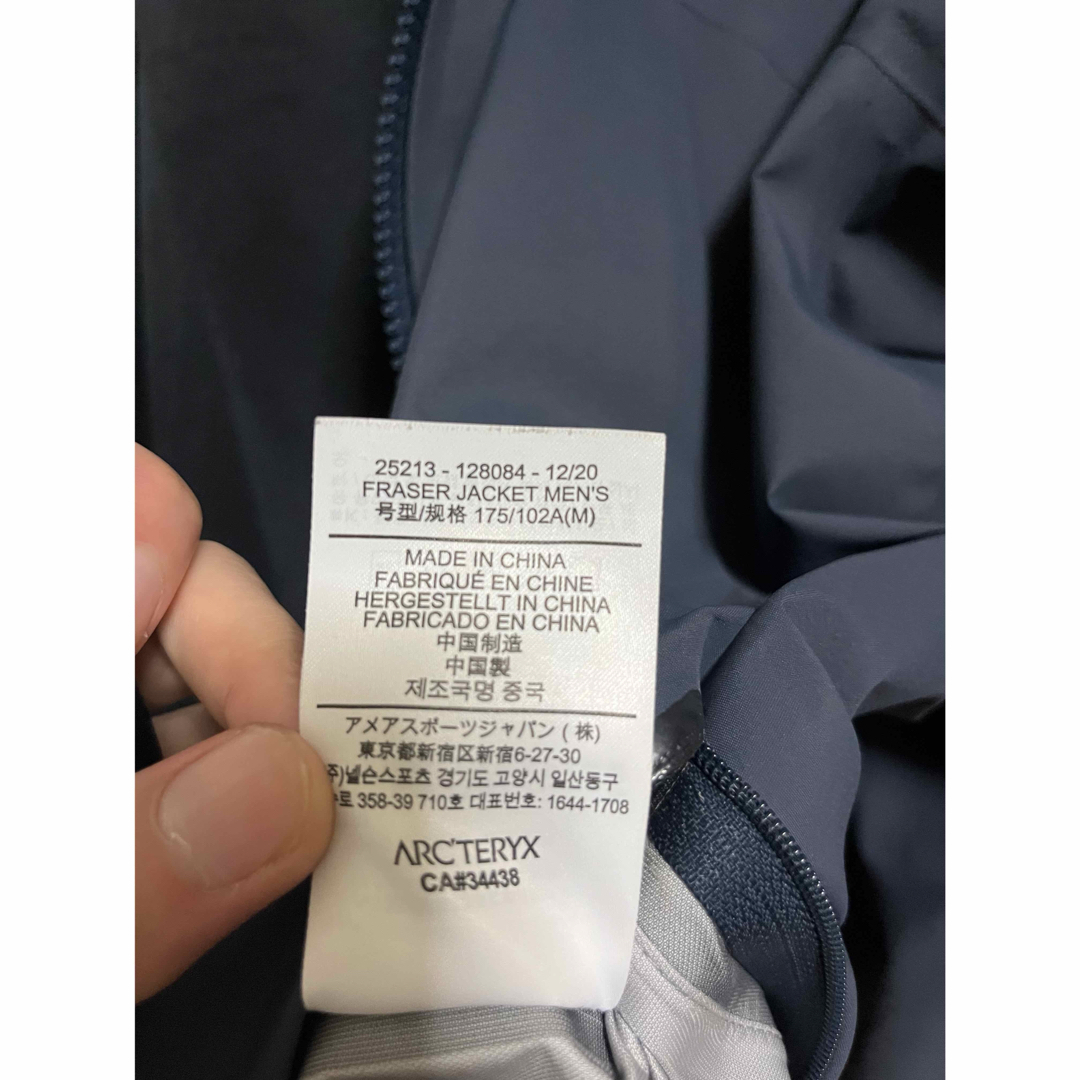 25213 - 128084 - 12/20
FRASER JACKET MEN'S
号型/规格 175/102A(M)
MADE IN CHINA
FABRIQUÉ EN CHINE
HERGESTELLT IN CHINA
FABRICADO EN CHINA
中国制造
中国製
제조국명 중국
アメアスポーツジャパン (株)
東京都新宿区新宿6-27-30
주)넬슨스포츠 경기도 고양시 일산동구
로 358-39 710호 대표번호: 1644-1708
ARC'TERYX
CA#34438